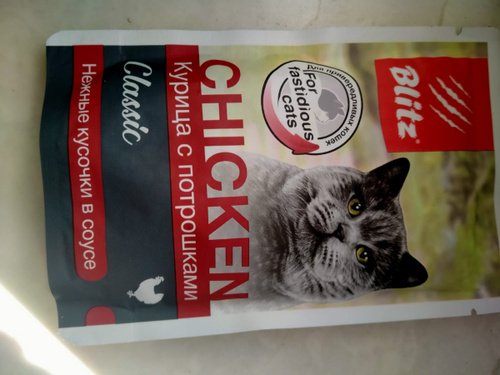 Blitz
Для привередливых кошек
For
fastidious
cats
CHICKEN
Курица с потрошками
Classic
Нежные кусочки в соусе